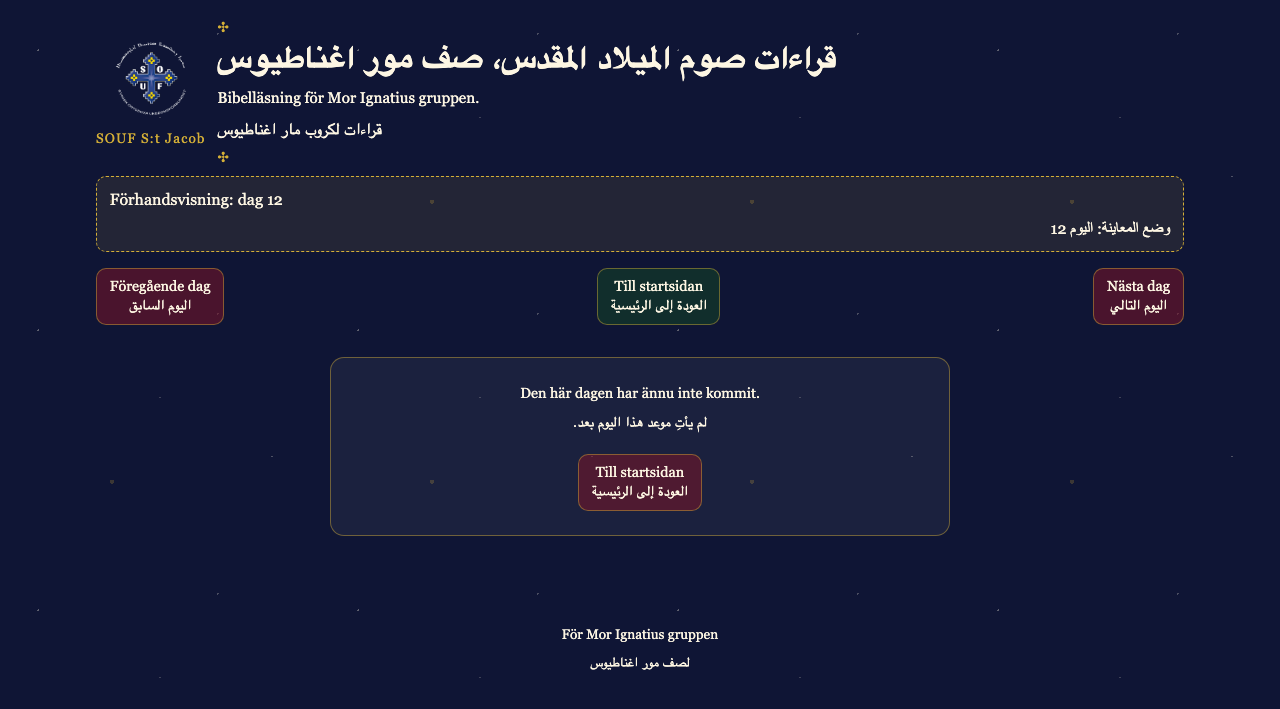 قراءات صوم الميلاد المقدس، صف مور اغناطيوس
Bibelläsning för Mor Ignatius gruppen.
قراءات لكروب مار اغناطيوس
S O U F
SOUF S:t Jacob
Förhandsvisning: dag 12
وضع المعاينة: اليوم 12
Föregående dag
اليوم السابق
Till startsidan
العودة إلى الرئيسية
Nästa dag
اليوم التالي
Den här dagen har ännu inte kommit.
لم يأتِ موعد هذا اليوم بعد.
Till startsidan
العودة إلى الرئيسية
För Mor Ignatius gruppen
لصف مور اغناطيوس